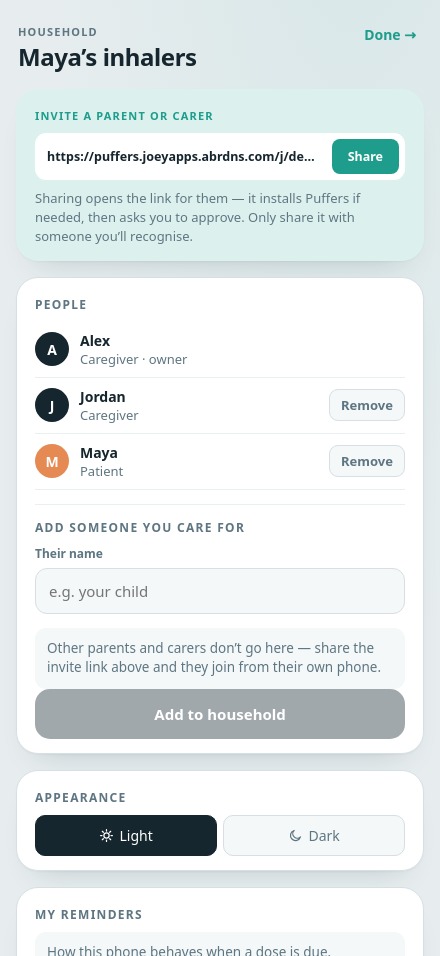 HOUSEHOLD
Done →
Maya’s inhalers
INVITE A PARENT OR CARER
https://puffers.joeyapps.abrdns.com/j/de...
Share
Sharing opens the link for them — it installs Puffers if
needed, then asks you to approve. Only share it with
someone you’ll recognise.
PEOPLE
A
Alex
Caregiver · owner
J
Jordan
Caregiver
Remove
M
Maya
Patient
Remove
ADD SOMEONE YOU CARE FOR
Their name
e.g. your child
Other parents and carers don’t go here — share the
invite link above and they join from their own phone.
Add to household
APPEARANCE
Light
Dark
MY REMINDERS
How this phone behaves when a dose is due.